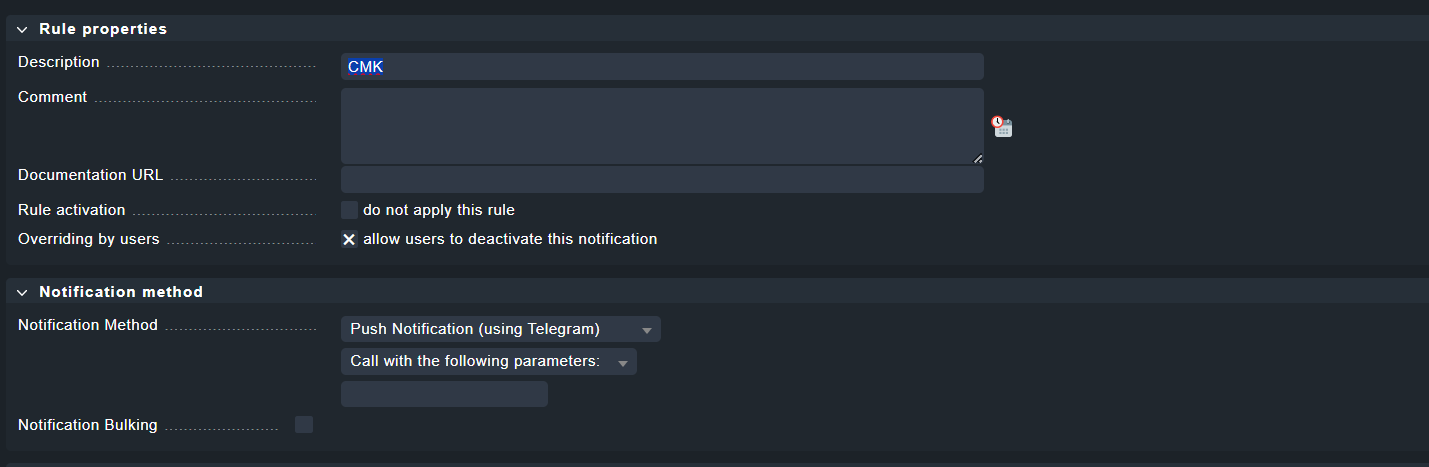 Rule properties
Description
CMK
Comment
Documentation URL
Rule activation
do not apply this rule
Overriding by users
allow users to deactivate this notification
Notification method
Notification Method
Push Notification (using Telegram)
Call with the following parameters:
Notification Bulking